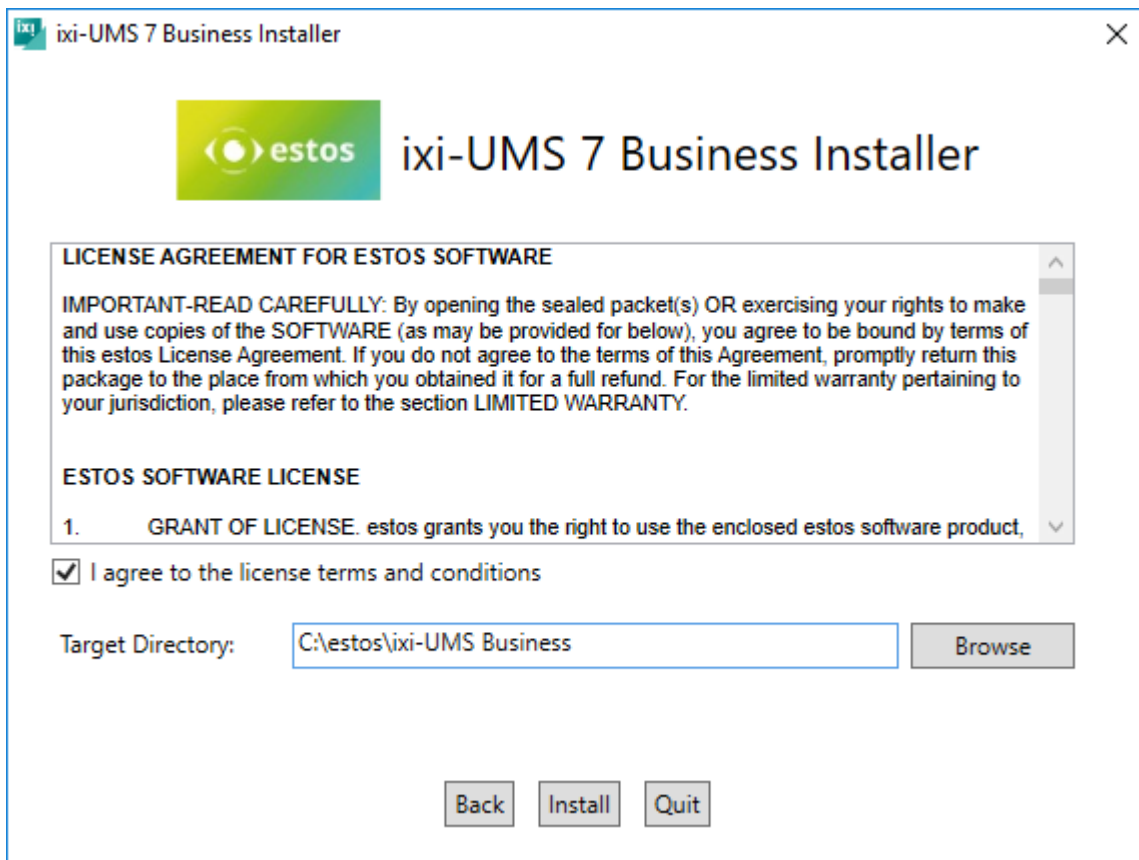 ixi ixi-UMS 7 Business Installer
estos ixi-UMS 7 Business Installer
LICENSE AGREEMENT FOR ESTOS SOFTWARE
IMPORTANT-READ CAREFULLY: By opening the sealed packet(s) OR exercising your rights to make
and use copies of the SOFTWARE (as may be provided for below), you agree to be bound by terms of
this estos License Agreement. If you do not agree to the terms of this Agreement, promptly return this
package to the place from which you obtained it for a full refund. For the limited warranty pertaining to
your jurisdiction, please refer to the section LIMITED WARRANTY.
ESTOS SOFTWARE LICENSE
1. GRANT OF LICENSE. estos grants you the right to use the enclosed estos software product,
I agree to the license terms and conditions
Target Directory: C:\estos\ixi-UMS Business Browse
Back Install Quit